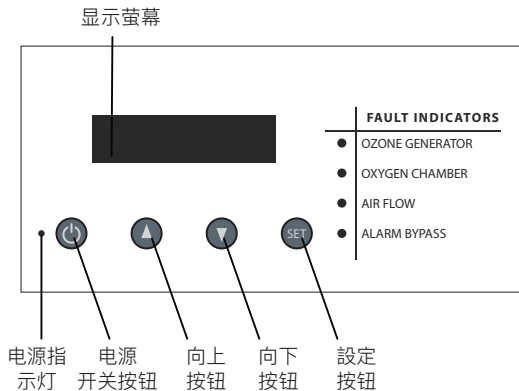 显示萤幕
FAULT INDICATORS
OZONE GENERATOR
OXYGEN CHAMBER
AIR FLOW
ALARM BYPASS
SET
电源指
示灯
电源
开关按钮
向上
按钮
向下
按钮
設定
按钮